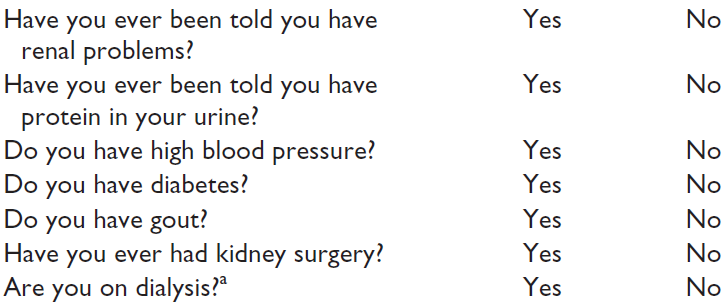 Have you ever been told you have Yes No
renal problems?
Have you ever been told you have Yes No
protein in your urine?
Do you have high blood pressure? Yes No
Do you have diabetes? Yes No
Do you have gout? Yes No
Have you ever had kidney surgery? Yes No
Are you on dialysis?ᵃ Yes No